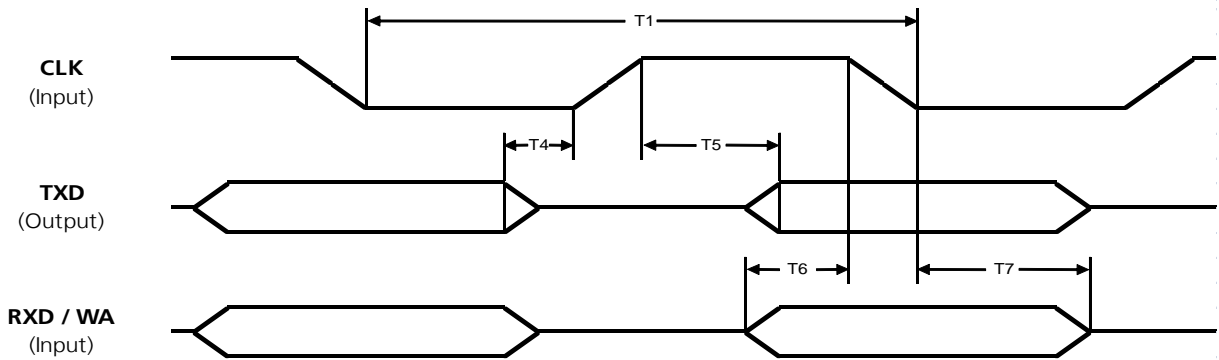 T1
CLK
(Input)
T4
T5
TXD
(Output)
T6
T7
RXD / WA
(Input)